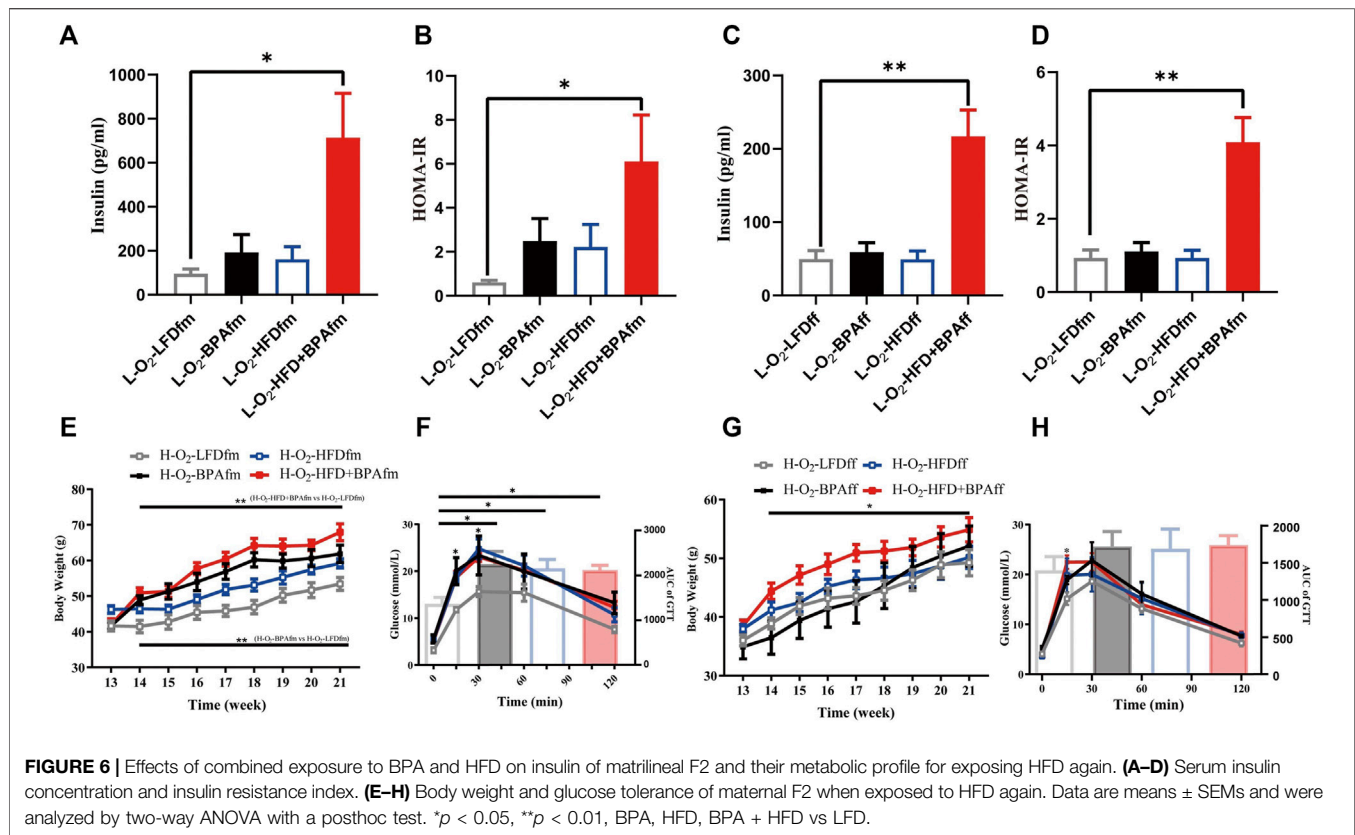 A
B
C
D
*
*
**
**
1000
800
600
400
200
0
Insulin (pg/ml)
10
8
6
4
2
0
HOMA-IR
300
200
100
50
0
Insulin (pg/ml)
6
4
2
0
HOMA-IR
L-O2-LFDfm
L-O2-BPAfm
L-O2-HFDfm
L-O2-HFD+BPAfm
L-O2-LFDfm
L-O2-BPAfm
L-O2-HFDfm
L-O2-HFD+BPAfm
L-O2-LFDff
L-O2-BPAff
L-O2-HFDff
L-O2-HFD+BPAff
L-O2-LFDfm
L-O2-BPAfm
L-O2-HFDfm
L-O2-HFD+BPAfm
E
H-O2-LFDfm
H-O2-HFDfm
H-O2-BPAfm
H-O2-HFD+BPAfm
** (H-O2-HFD+BPAfm vs H-O2-LFDfm)
** (H-O2-BPAfm vs H-O2-LFDfm)
80
70
60
50
40
30
Body Weight (g)
13 14 15 16 17 18 19 20 21
Time (week)
F
*
*
*
* *
30
20
10
0
Glucose (mmol/L)
3000
2000
1000
0
AUC of GTT
0 30 60 90 120
Time (min)
G
H-O2-LFDff
H-O2-HFDff
H-O2-BPAff
H-O2-HFD+BPAff
*
60
50
40
30
Body Weight (g)
13 14 15 16 17 18 19 20 21
Time (week)
H
*
30
20
10
0
Glucose (mmol/L)
2000
1500
1000
500
0
AUC of GTT
0 30 60 90 120
Time (min)
FIGURE 6 | Effects of combined exposure to BPA and HFD on insulin of matrilineal F2 and their metabolic profile for exposing HFD again. (A–D) Serum insulin
concentration and insulin resistance index. (E–H) Body weight and glucose tolerance of maternal F2 when exposed to HFD again. Data are means ± SEMs and were
analyzed by two-way ANOVA with a posthoc test. *p < 0.05, **p < 0.01, BPA, HFD, BPA + HFD vs LFD.